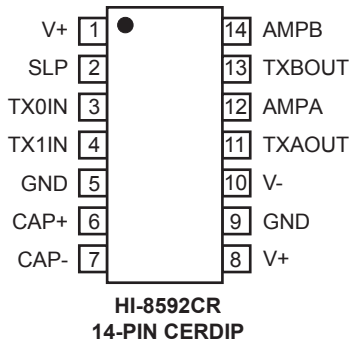 V+ 1 14 AMPB
SLP 2 13 TXBOUT
TX0IN 3 12 AMPA
TX1IN 4 11 TXAOUT
GND 5 10 V-
CAP+ 6 9 GND
CAP- 7 8 V+
HI-8592CR
14-PIN CERDIP